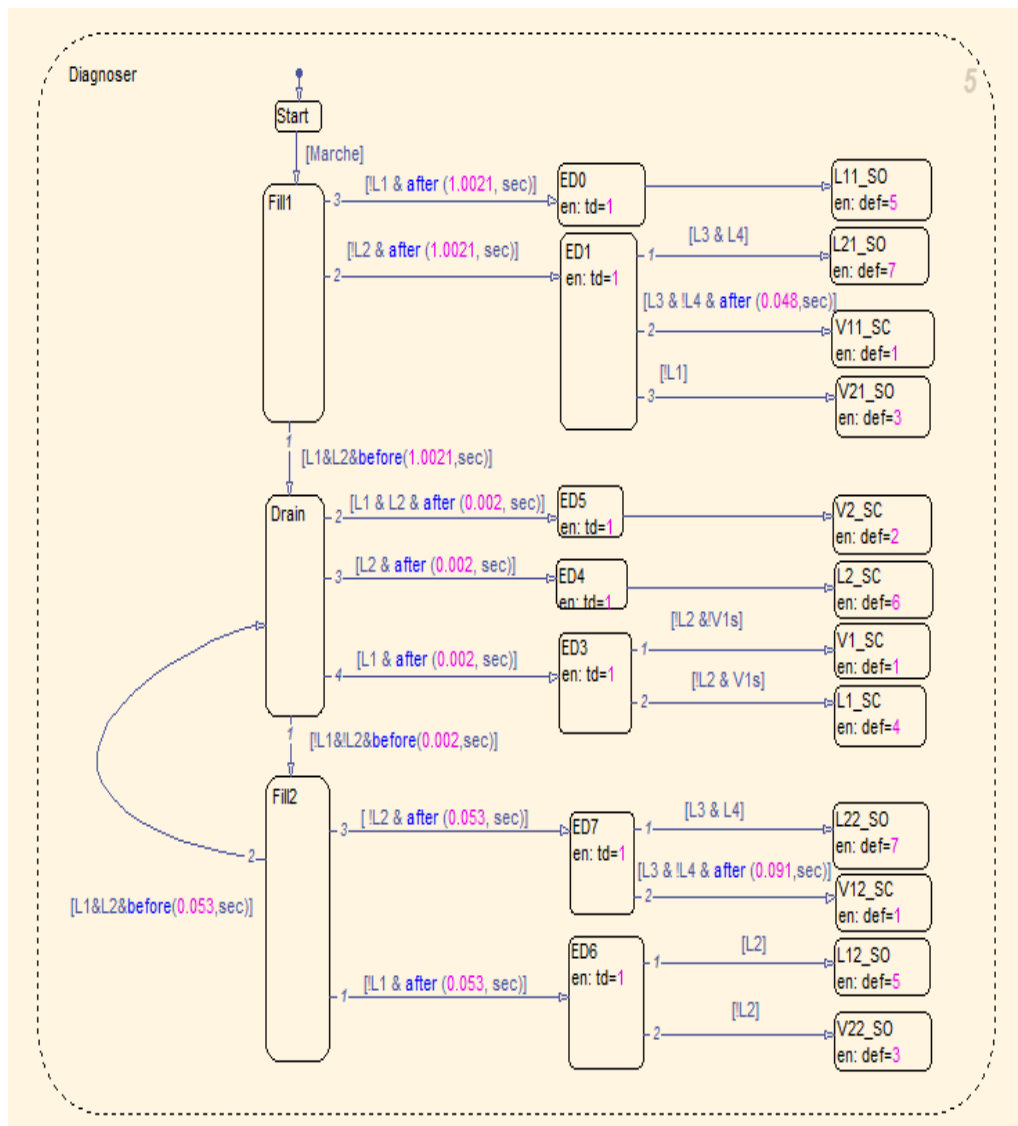 Diagnoser
5
Start
[Marche]
Fill1
3
[!L1 & after (1.0021, sec)]
ED0
en: td=1
L11_SO
en: def=5
2
[!L2 & after (1.0021, sec)]
ED1
en: td=1
1
[L3 & L4]
L21_SO
en: def=7
[L3 & !L4 & after (0.048,sec)]
2
V11_SC
en: def=1
[!L1]
3
V21_SO
en: def=3
1
[L1&L2&before(1.0021,sec)]
Drain
2
[L1 & L2 & after (0.002, sec)]
ED5
en: td=1
V2_SC
en: def=2
3
[L2 & after (0.002, sec)]
ED4
en: td=1
L2_SC
en: def=6
4
[L1 & after (0.002, sec)]
ED3
en: td=1
[!L2 &!V1s]
1
V1_SC
en: def=1
[!L2 & V1s]
2
L1_SC
en: def=4
1
[!L1&!L2&before(0.002,sec)]
Fill2
3
[ !L2 & after (0.053, sec)]
ED7
en: td=1
[L3 & L4]
1
L22_SO
en: def=7
[L3 & !L4 & after (0.091,sec)]
2
V12_SC
en: def=1
2
[L1&L2&before(0.053,sec)]
1
[!L1 & after (0.053, sec)]
ED6
en: td=1
[L2]
1
L12_SO
en: def=5
[!L2]
2
V22_SO
en: def=3